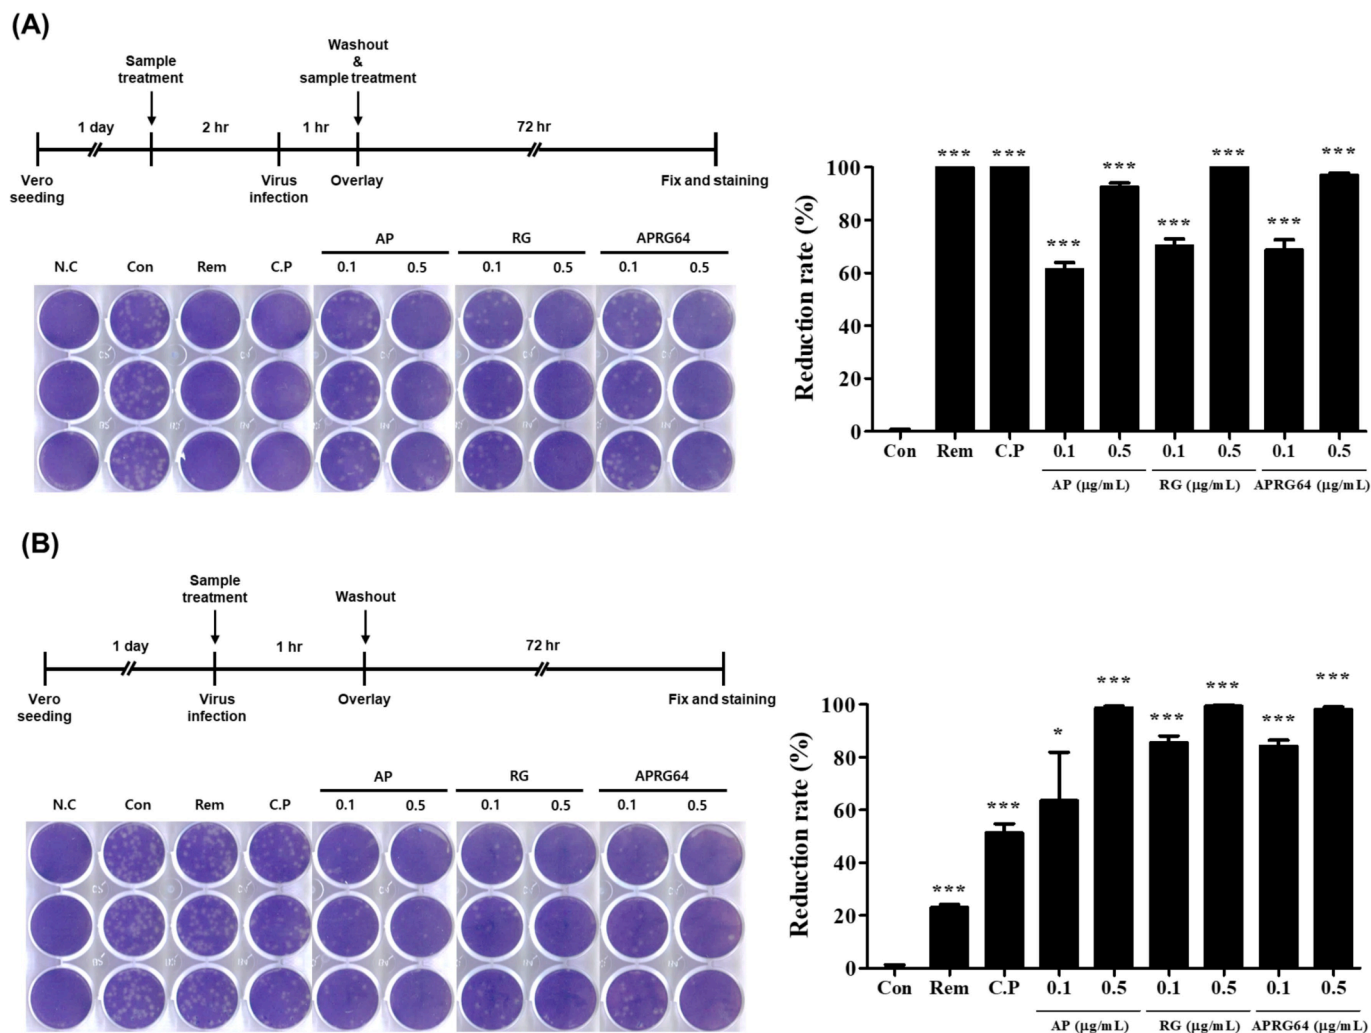 (A)
Sample
treatment
Washout
&
sample treatment
1 day
2 hr
1 hr
72 hr
Vero
seeding
Virus
infection
Overlay
Fix and staining
AP
RG
APRG64
N.C
Con
Rem
C.P
0.1
0.5
0.1
0.5
0.1
0.5
Reduction rate (%)
100
80
60
40
20
0
***
***
***
***
***
***
***
***
Con
Rem
C.P
0.1
0.5
0.1
0.5
0.1
0.5
AP (μg/mL)
RG (μg/mL)
APRG64 (μg/mL)
(B)
Sample
treatment
Washout
1 day
1 hr
72 hr
Vero
seeding
Virus
infection
Overlay
Fix and staining
AP
RG
APRG64
N.C
Con
Rem
C.P
0.1
0.5
0.1
0.5
0.1
0.5
Reduction rate (%)
100
80
60
40
20
0
***
***
*
***
***
***
***
***
Con
Rem
C.P
0.1
0.5
0.1
0.5
0.1
0.5
AP (μg/mL)
RG (μg/mL)
APRG64 (μg/mL)